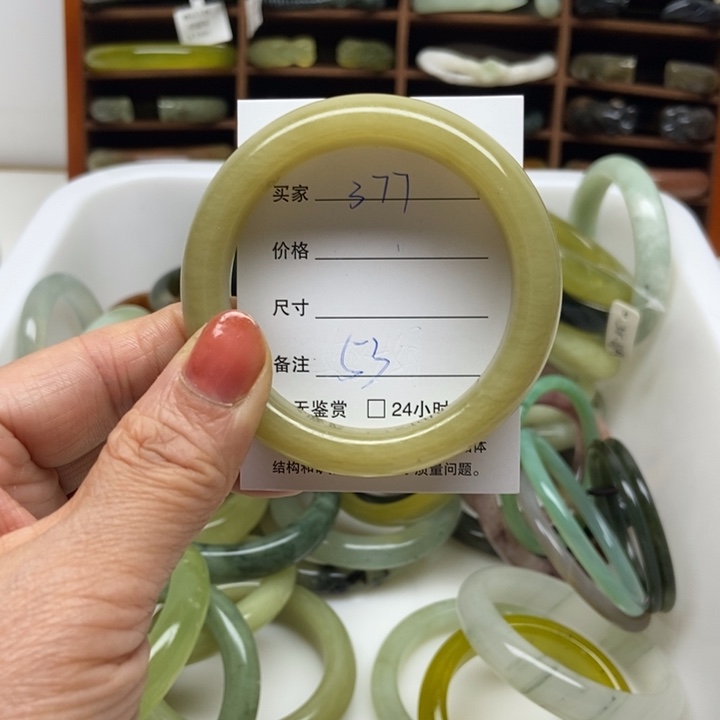 买家 377
价格
尺寸
备注 53
无鉴赏 □ 24小时
结构和 质量问题。